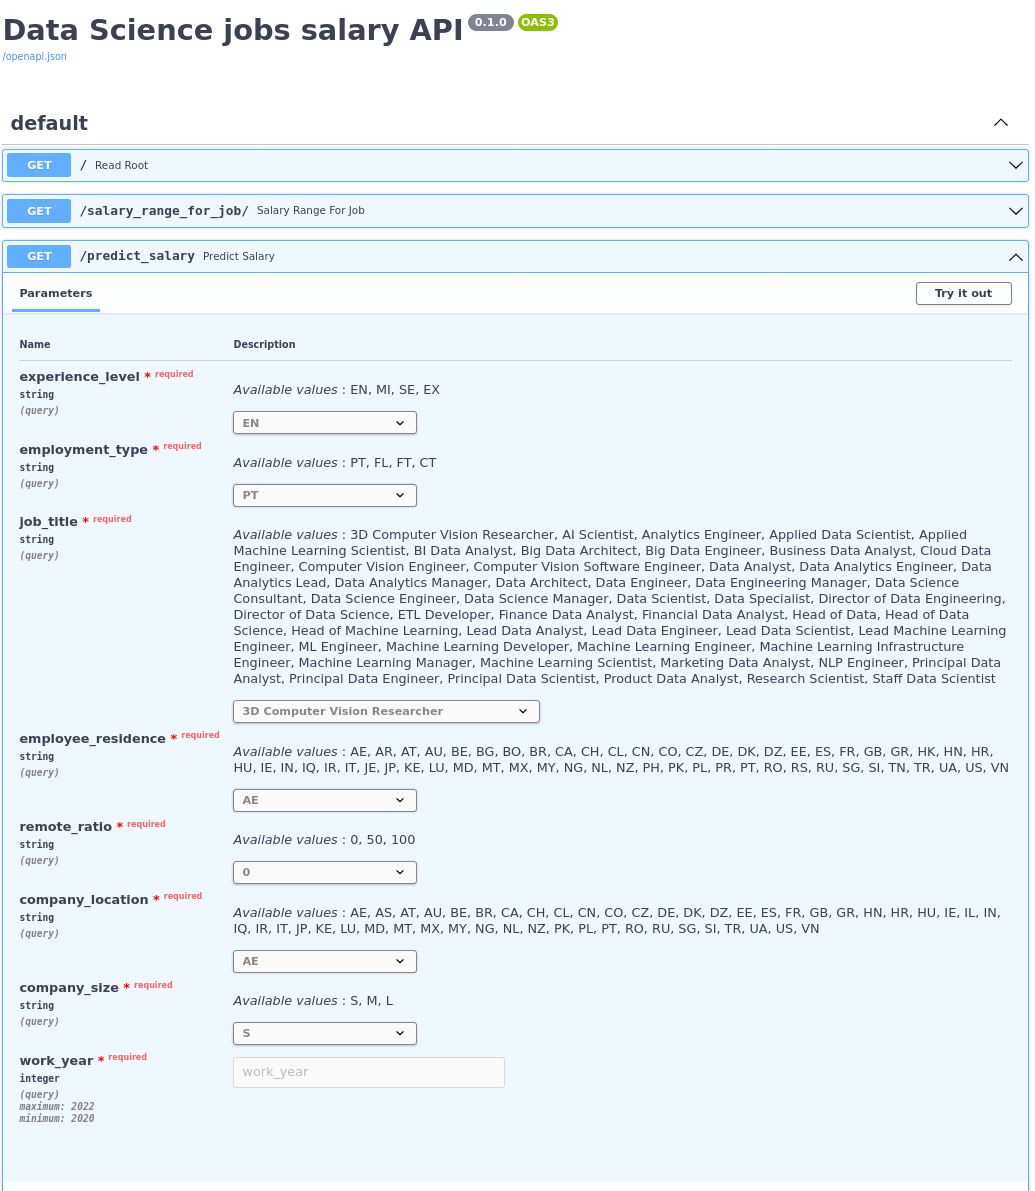 Data Science jobs salary API 0.1.0 OAS3
/openapi.json
default
GET / Read Root
GET /salary_range_for_job/ Salary Range For Job
GET /predict_salary Predict Salary
Parameters
Try it out
Name Description
experience_level * required
string
(query)
Available values : EN, MI, SE, EX
EN
employment_type * required
string
(query)
Available values : PT, FL, FT, CT
PT
job_title * required
string
(query)
Available values : 3D Computer Vision Researcher, AI Scientist, Analytics Engineer, Applied Data Scientist, Applied
Machine Learning Scientist, BI Data Analyst, Big Data Architect, Big Data Engineer, Business Data Analyst, Cloud Data
Engineer, Computer Vision Engineer, Computer Vision Software Engineer, Data Analyst, Data Analytics Engineer, Data
Analytics Lead, Data Analytics Manager, Data Architect, Data Engineer, Data Engineering Manager, Data Science
Consultant, Data Science Engineer, Data Science Manager, Data Scientist, Data Specialist, Director of Data Engineering,
Director of Data Science, ETL Developer, Finance Data Analyst, Financial Data Analyst, Head of Data, Head of Data
Science, Head of Machine Learning, Lead Data Analyst, Lead Data Engineer, Lead Data Scientist, Lead Machine Learning
Engineer, ML Engineer, Machine Learning Developer, Machine Learning Engineer, Machine Learning Infrastructure
Engineer, Machine Learning Manager, Machine Learning Scientist, Marketing Data Analyst, NLP Engineer, Principal Data
Analyst, Principal Data Engineer, Principal Data Scientist, Product Data Analyst, Research Scientist, Staff Data Scientist
3D Computer Vision Researcher
employee_residence * required
string
(query)
Available values : AE, AR, AT, AU, BE, BG, BO, BR, CA, CH, CL, CN, CO, CZ, DE, DK, DZ, EE, ES, FR, GB, GR, HK, HN, HR,
HU, IE, IN, IQ, IR, IT, JE, JP, KE, LU, MD, MT, MX, MY, NG, NL, NZ, PH, PK, PL, PR, PT, RO, RS, RU, SG, SI, TN, TR, UA, US, VN
AE
remote_ratio * required
string
(query)
Available values : 0, 50, 100
0
company_location * required
string
(query)
Available values : AE, AS, AT, AU, BE, BR, CA, CH, CL, CN, CO, CZ, DE, DK, DZ, EE, ES, FR, GB, GR, HN, HR, HU, IE, IL, IN,
IQ, IR, IT, JP, KE, LU, MD, MT, MX, MY, NG, NL, NZ, PK, PL, PT, RO, RU, SG, SI, TR, UA, US, VN
AE
company_size * required
string
(query)
Available values : S, M, L
S
work_year * required
integer
(query)
maximum: 2022
minimum: 2020
work_year